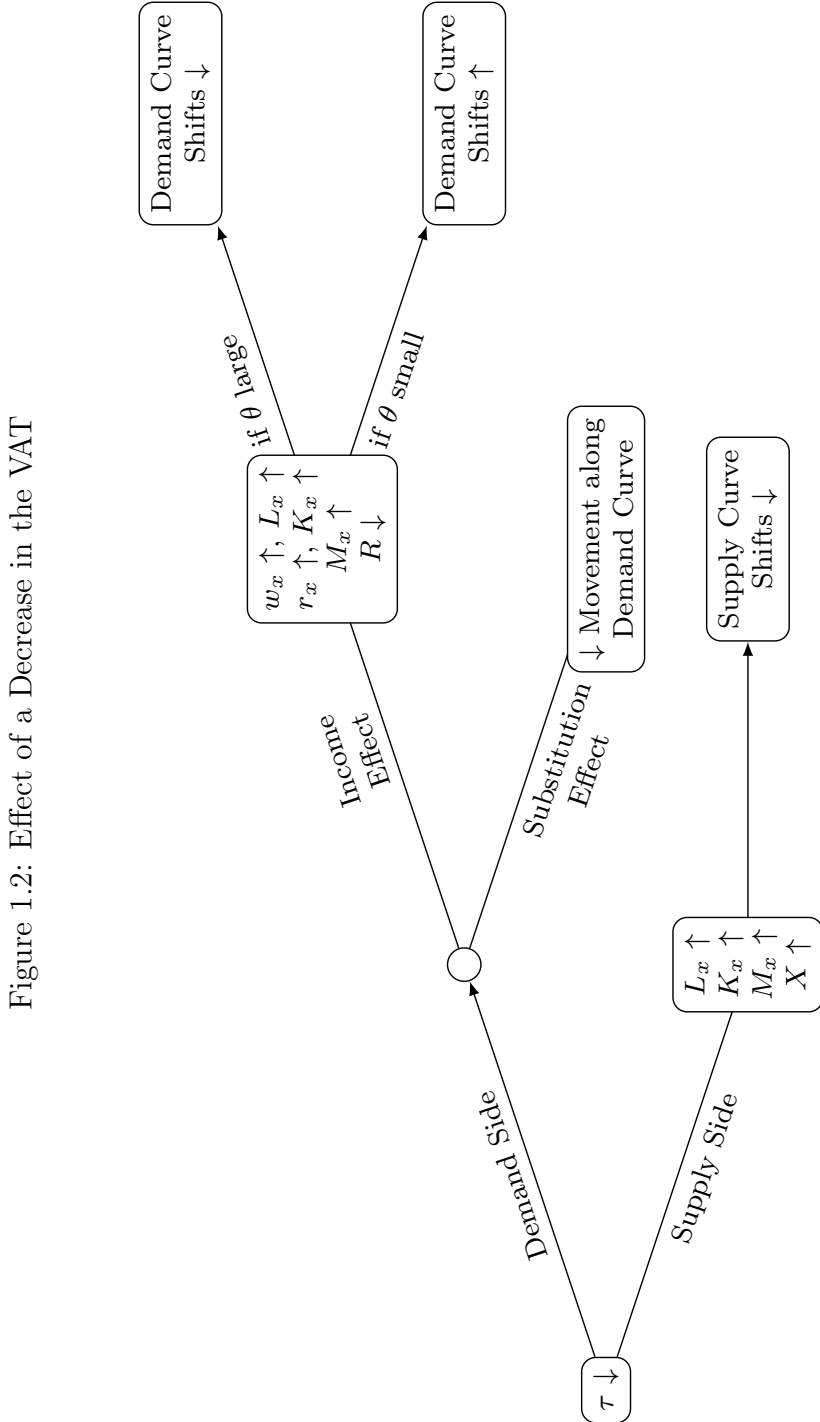 Figure 1.2: Effect of a Decrease in the VAT
τ ↓
Demand Side
Income
Effect
w_x ↑, L_x ↑
r_x ↑, K_x ↑
M_x ↑
R ↓
if θ large
Demand Curve
Shifts ↓
if θ small
Demand Curve
Shifts ↑
Substitution
Effect
↓ Movement along
Demand Curve
Supply Side
L_x ↑
K_x ↑
M_x ↑
X ↑
Supply Curve
Shifts ↓